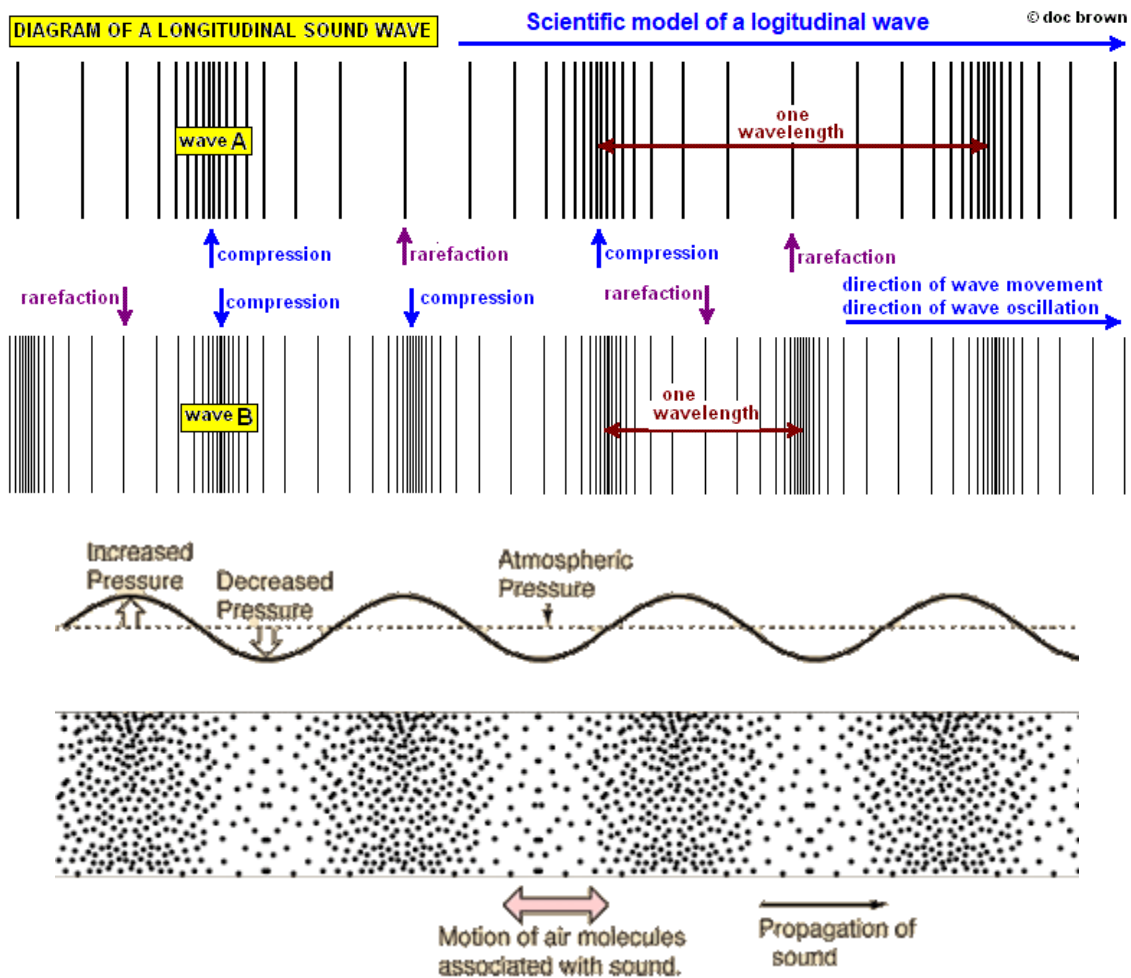 DIAGRAM OF A LONGITUDINAL SOUND WAVE
Scientific model of a logitudinal wave
© doc brown
wave A
one
wavelength
compression
rarefaction
compression
rarefaction
rarefaction
compression
compression
rarefaction
direction of wave movement
direction of wave oscillation
wave B
one
wavelength
Increased
Pressure
Decreased
Pressure
Atmospheric
Pressure
Motion of air molecules
associated with sound.
Propagation of
sound